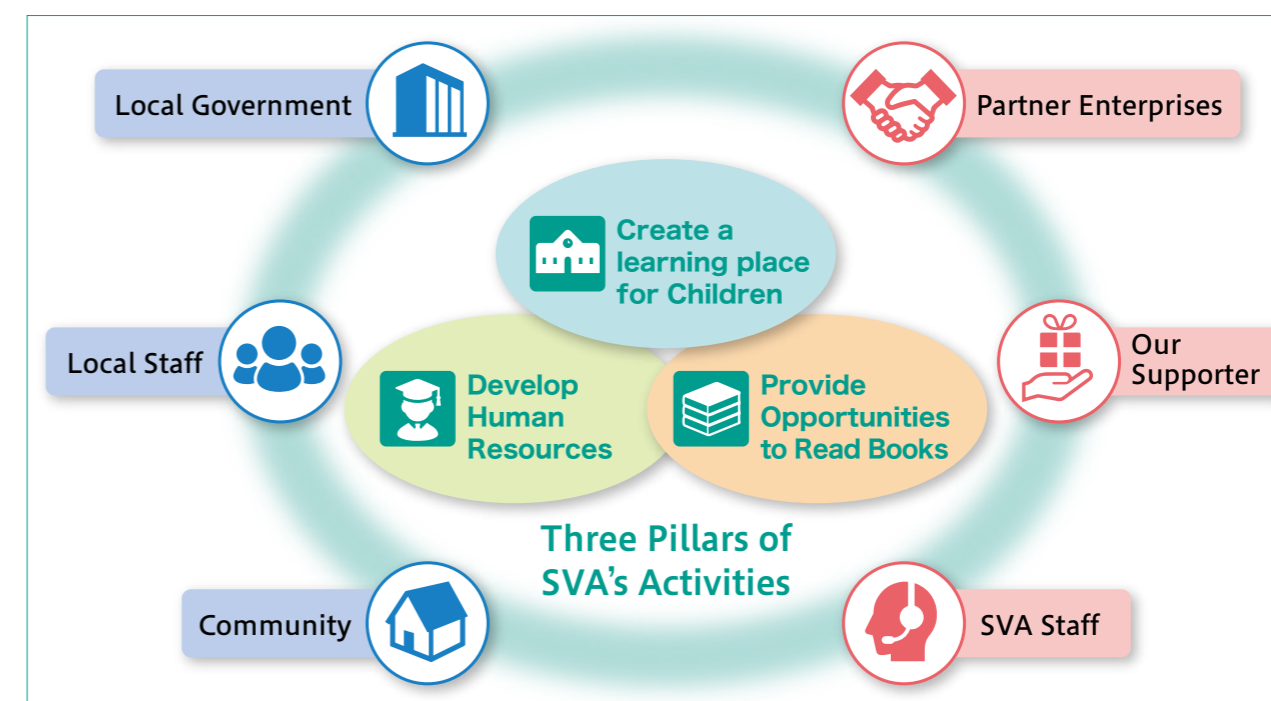 Local Government
Partner Enterprises
Create a
learning place
for Children
Local Staff
Our
Supporter
Develop
Human
Resources
Provide
Opportunities
to Read Books
Three Pillars of
SVA’s Activities
Community
SVA Staff